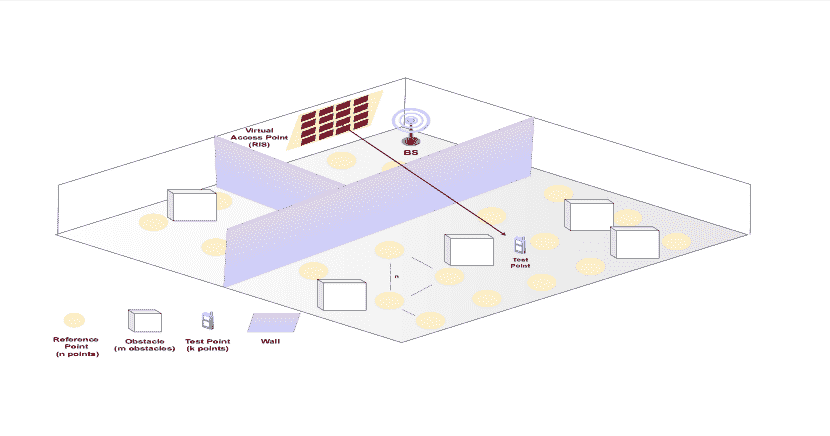 Virtual
Access Point
(RIS)
BS
Test
Point
n
Reference
Point
(n points)
Obstacle
(m obstacles)
Test Point
(k points)
Wall